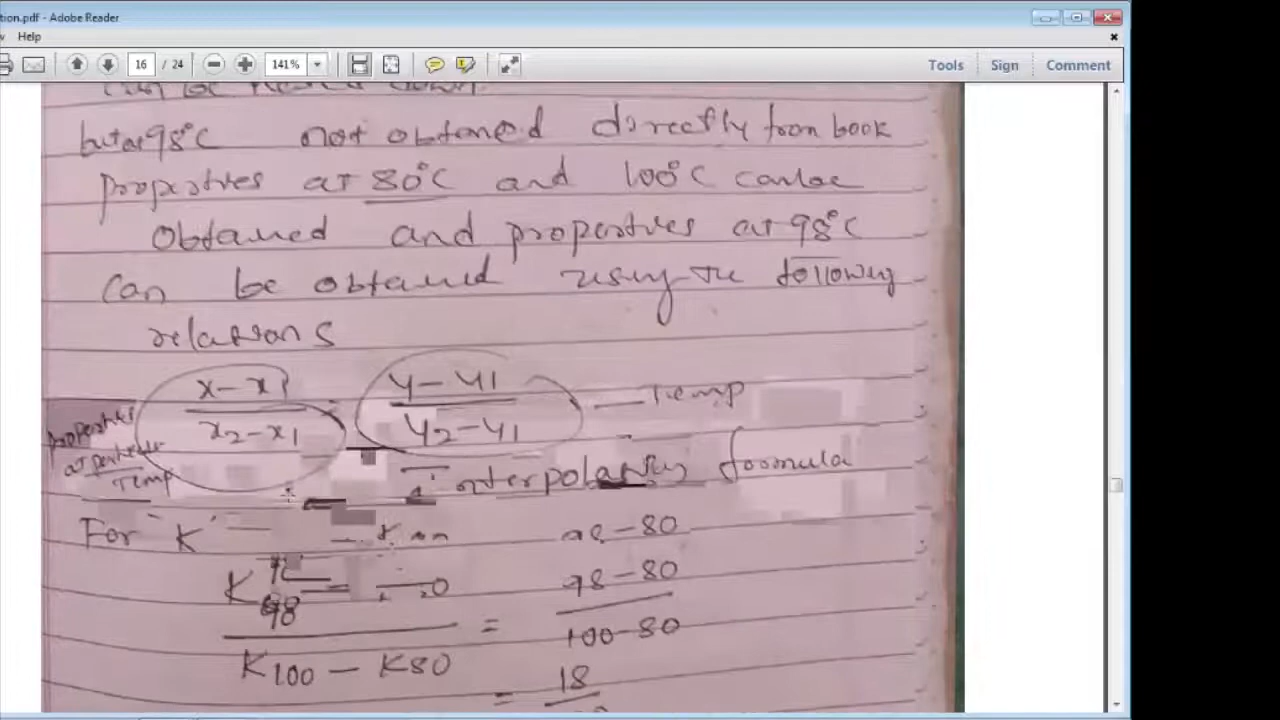 tion.pdf - Adobe Reader
Help
16 / 24 141% Tools Sign Comment
but at 98°C not obtained directly from book
properties at 80°C and 100°C can be
obtained and properties at 98°C
can be obtained using the following
relations
x - x1 / x2 - x1 = y - y1 / y2 - y1 — Temp
properties at Temp
interpolating formula
For "K"
98 - 80
K98 = 98 - 80 / 100 - 80
K100 - K80
= 18